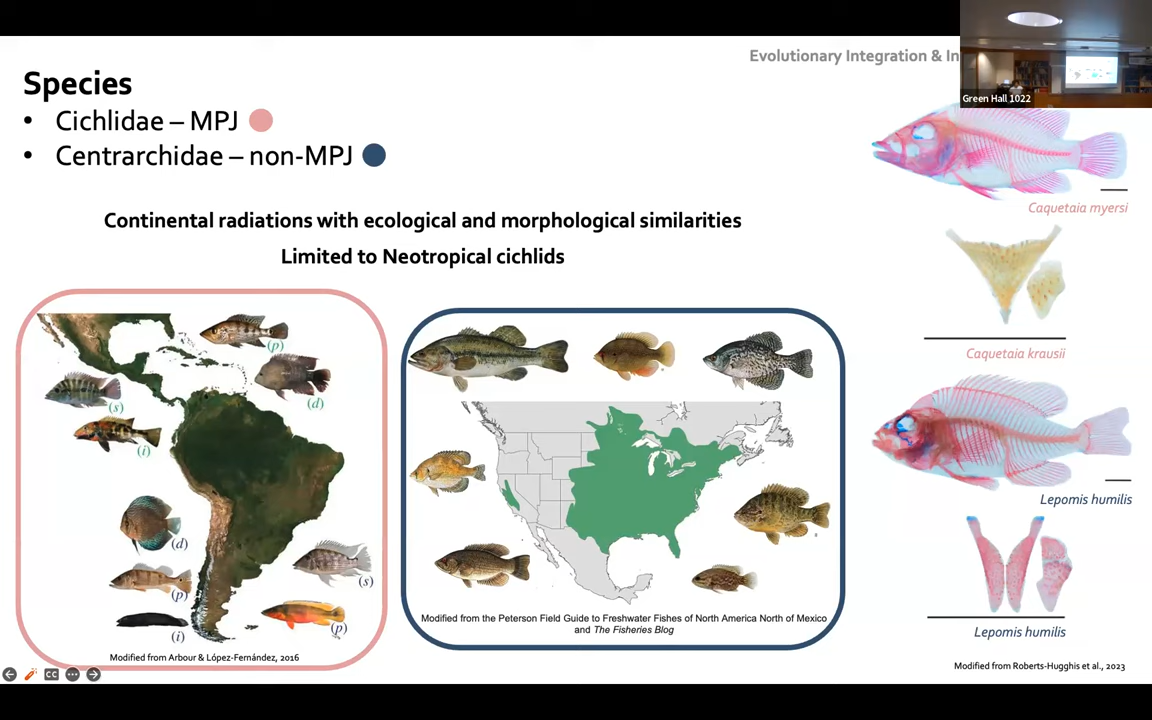 Evolutionary Integration & In
Green Hall 1022
Species
• Cichlidae – MPJ
• Centrarchidae – non-MPJ
Continental radiations with ecological and morphological similarities
Limited to Neotropical cichlids
(p)
(d)
(s)
(i)
(d)
(p)
(s)
(i)
(p)
Modified from Arbour & López-Fernández, 2016
Modified from the Peterson Field Guide to Freshwater Fishes of North America North of Mexico
and The Fisheries Blog
Caquetaia myersi
Caquetaia krausii
Lepomis humilis
Lepomis humilis
Modified from Roberts-Hugghis et al., 2023
CC